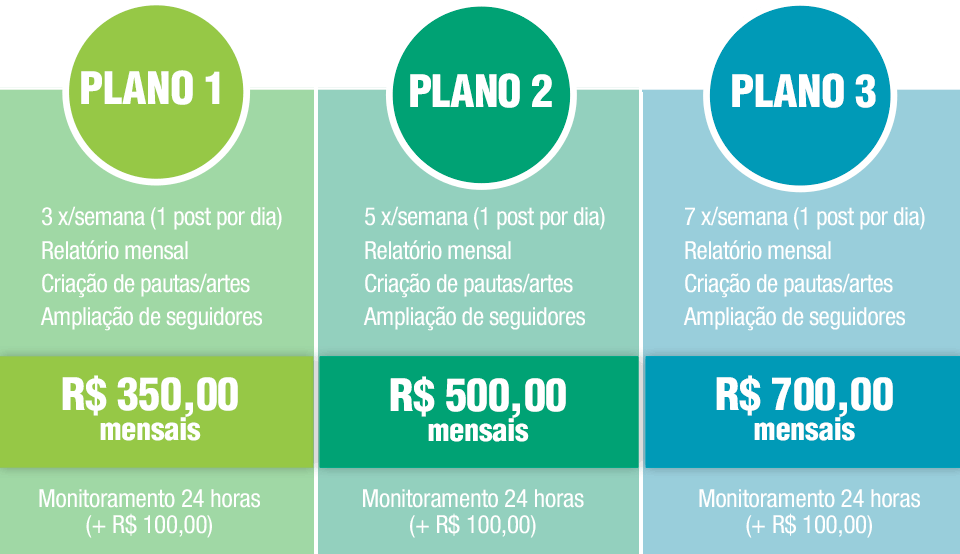 PLANO 1
3 x/semana (1 post por dia)
Relatório mensal
Criação de pautas/artes
Ampliação de seguidores
R$ 350,00
mensais
Monitoramento 24 horas
(+ R$ 100,00)
PLANO 2
5 x/semana (1 post por dia)
Relatório mensal
Criação de pautas/artes
Ampliação de seguidores
R$ 500,00
mensais
Monitoramento 24 horas
(+ R$ 100,00)
PLANO 3
7 x/semana (1 post por dia)
Relatório mensal
Criação de pautas/artes
Ampliação de seguidores
R$ 700,00
mensais
Monitoramento 24 horas
(+ R$ 100,00)